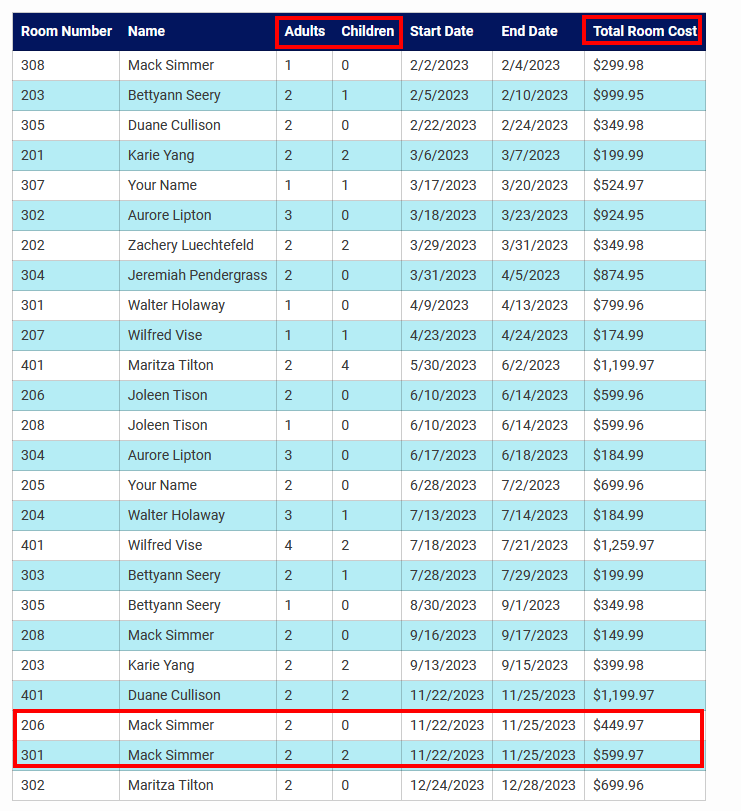 Room Number Name Adults Children Start Date End Date Total Room Cost
308 Mack Simmer 1 0 2/2/2023 2/4/2023 $299.98
203 Bettyann Seery 2 1 2/5/2023 2/10/2023 $999.95
305 Duane Cullison 2 0 2/22/2023 2/24/2023 $349.98
201 Karie Yang 2 2 3/6/2023 3/7/2023 $199.99
307 Your Name 1 1 3/17/2023 3/20/2023 $524.97
302 Aurore Lipton 3 0 3/18/2023 3/23/2023 $924.95
202 Zachery Luechtefeld 2 2 3/29/2023 3/31/2023 $349.98
304 Jeremiah Pendergrass 2 0 3/31/2023 4/5/2023 $874.95
301 Walter Holaway 1 0 4/9/2023 4/13/2023 $799.96
207 Wilfred Vise 1 1 4/23/2023 4/24/2023 $174.99
401 Maritza Tilton 2 4 5/30/2023 6/2/2023 $1,199.97
206 Joleen Tison 2 0 6/10/2023 6/14/2023 $599.96
208 Joleen Tison 1 0 6/10/2023 6/14/2023 $599.96
304 Aurore Lipton 3 0 6/17/2023 6/18/2023 $184.99
205 Your Name 2 0 6/28/2023 7/2/2023 $699.96
204 Walter Holaway 3 1 7/13/2023 7/14/2023 $184.99
401 Wilfred Vise 4 2 7/18/2023 7/21/2023 $1,259.97
303 Bettyann Seery 2 1 7/28/2023 7/29/2023 $199.99
305 Bettyann Seery 1 0 8/30/2023 9/1/2023 $349.98
208 Mack Simmer 2 0 9/16/2023 9/17/2023 $149.99
203 Karie Yang 2 2 9/13/2023 9/15/2023 $399.98
401 Duane Cullison 2 2 11/22/2023 11/25/2023 $1,199.97
206 Mack Simmer 2 0 11/22/2023 11/25/2023 $449.97
301 Mack Simmer 2 2 11/22/2023 11/25/2023 $599.97
302 Maritza Tilton 2 0 12/24/2023 12/28/2023 $699.96